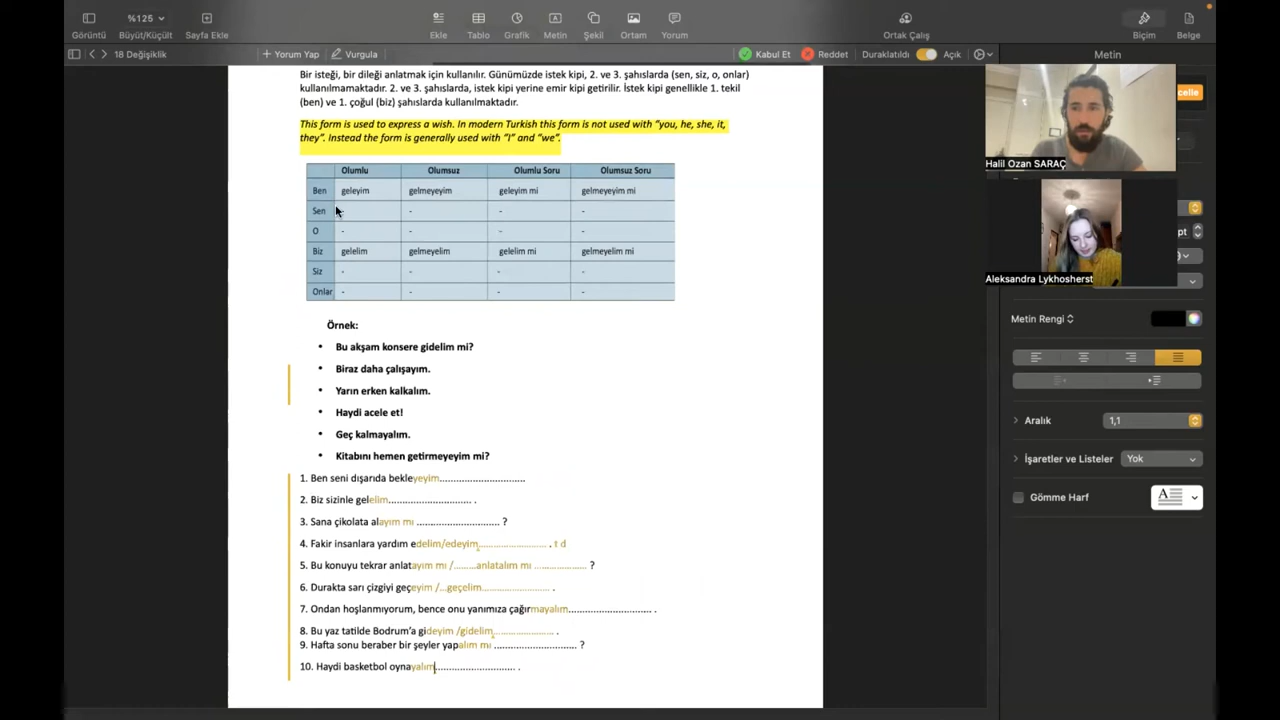 %125
Görüntü Büyüt/Küçült Sayfa Ekle Ekle Tablo Grafik Metin Şekil Ortam Yorum Ortak Çalış Biçim Belge
18 Değişiklik + Yorum Yap Vurgula Kabul Et Reddet Duraklatıldı Açık Metin
Bir isteği, bir dileği anlatmak için kullanılır. Günümüzde istek kipi, 2. ve 3. şahıslarda (sen, siz, o, onlar)
kullanılmamaktadır. 2. ve 3. şahıslarda, istek kipi yerine emir kipi getirilir. İstek kipi genellikle 1. tekil
(ben) ve 1. çoğul (biz) şahıslarda kullanılmaktadır.
This form is used to express a wish. In modern Turkish this form is not used with "you, he, she, it,
they". Instead the form is generally used with "I" and "we".
Olumlu Olumsuz Olumlu Soru Olumsuz Soru
Ben geleyim gelmeyeyim geleyim mi gelmeyeyim mi
Sen - - - -
O - - - -
Biz gelelim gelmeyelim gelelim mi gelmeyelim mi
Siz - - - -
Onlar - - - -
Örnek:
• Bu akşam konsere gidelim mi?
• Biraz daha çalışayım.
• Yarın erken kalkalım.
• Haydi acele et!
• Geç kalmayalım.
• Kitabını hemen getirmeyeyim mi?
1. Ben seni dışarıda bekleyeyim............................
2. Biz sizinle gelelim........................... .
3. Sana çikolata alayım mı ........................... ?
4. Fakir insanlara yardım edelim/edeyim........................ . t d
5. Bu konuyu tekrar anlatayım mı /........anlatalım mı .................. ?
6. Durakta sarı çizgiyi geçeyim /...geçelim....................... .
7. Ondan hoşlanmıyorum, bence onu yanımıza çağırmayalım........................... .
8. Bu yaz tatilde Bodrum'a gideyim /gidelim..................... .
9. Hafta sonu beraber bir şeyler yapalım mı ........................... ?
10. Haydi basketbol oynayalım.......................... .
Halil Ozan SARAÇ
Aleksandra Lykhosherst
celle
pt
Metin Rengi
Aralık 1,1
İşaretler ve Listeler Yok
Gömme Harf A